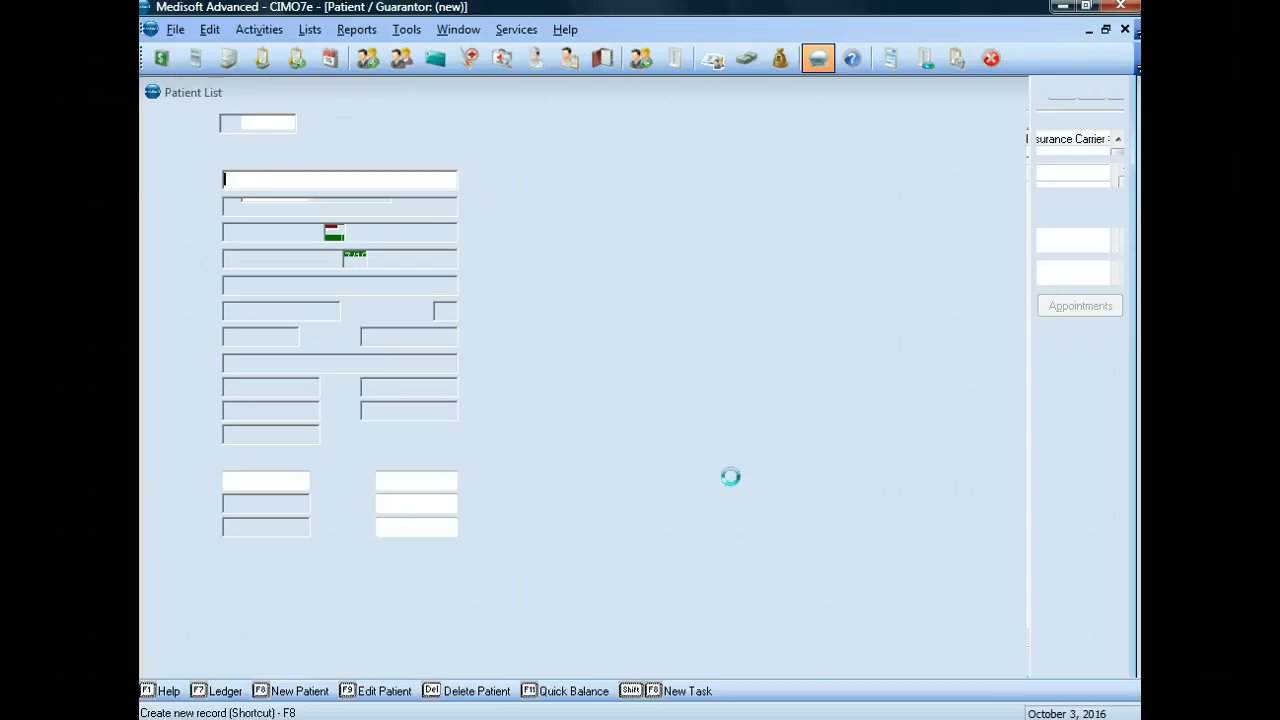 Medisoft Advanced - CIMO7e - [Patient / Guarantor: (new)]
File Edit Activities Lists Reports Tools Window Services Help
Patient List
surance Carrier
Appointments
F1 Help F7 Ledger F8 New Patient F9 Edit Patient Del Delete Patient F11 Quick Balance Shift F8 New Task
Create new record (Shortcut) - F8
October 3, 2016